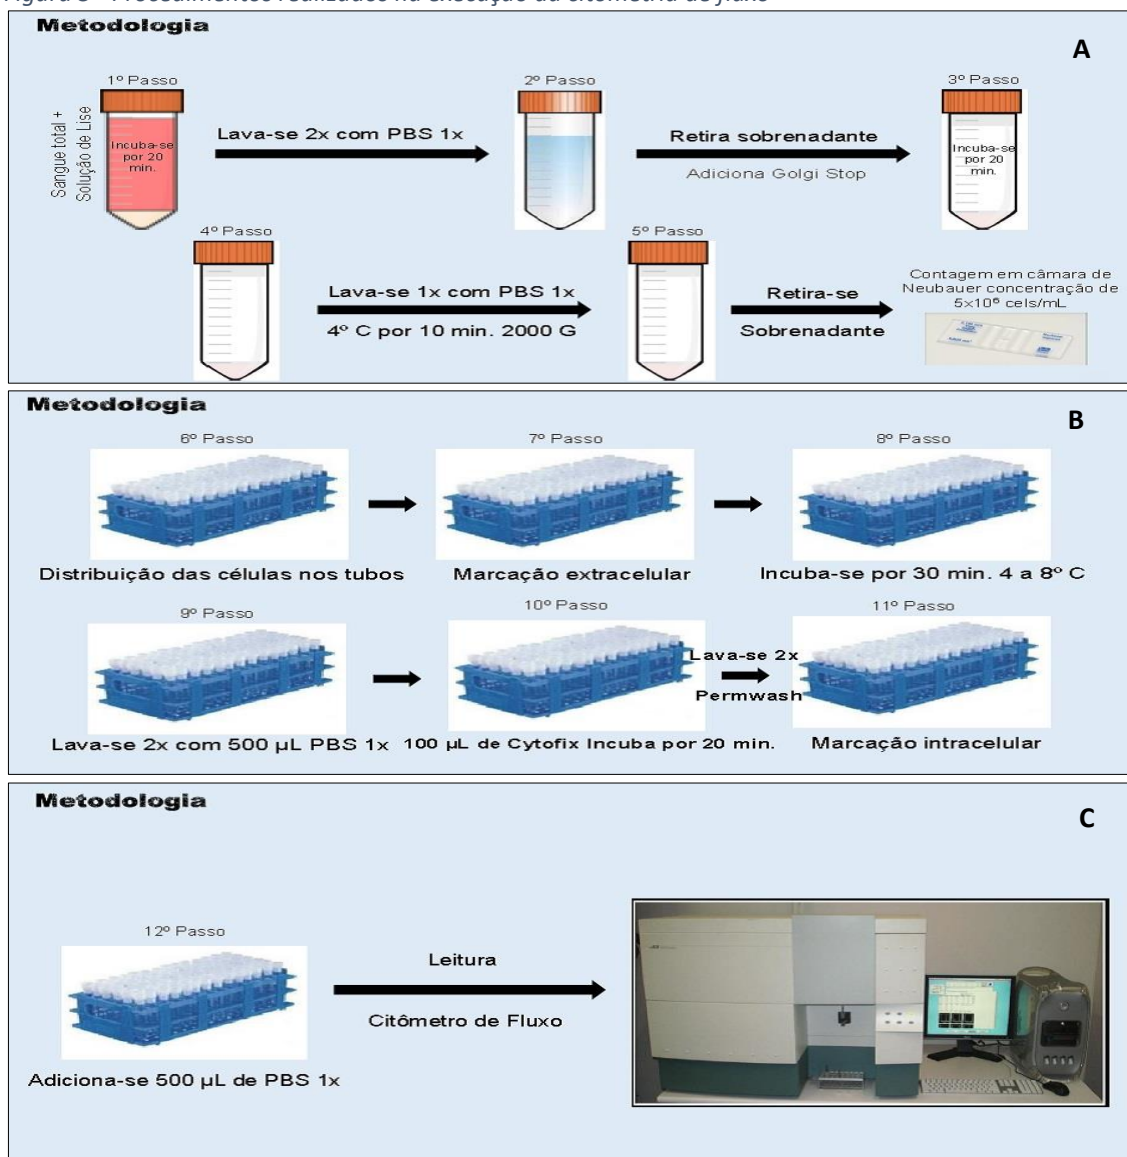 Metodologia
A
1º Passo
2º Passo
3º Passo
Sangue total +
Solução de Lise
Incuba-se
por 20
min.
Lava-se 2x com PBS 1x
Retira sobrenadante
Adiciona Golgi Stop
Incuba-se
por 20
min.
4º Passo
5º Passo
Lava-se 1x com PBS 1x
4º C por 10 min. 2000 G
Retira-se
Sobrenadante
Contagem em câmara de
Neubauer concentração de
5x10⁶ cels/mL
Metodologia
B
6º Passo
7º Passo
8º Passo
Distribuição das células nos tubos
Marcação extracelular
Incuba-se por 30 min. 4 a 8º C
9º Passo
10º Passo
11º Passo
Lava-se 2x
Permwash
Lava-se 2x com 500 µL PBS 1x
100 µL de Cytofix Incuba por 20 min.
Marcação intracelular
Metodologia
C
12º Passo
Leitura
Citômetro de Fluxo
Adiciona-se 500 µL de PBS 1x